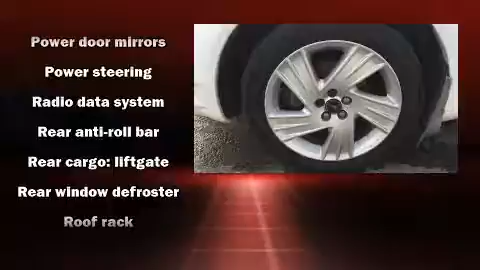 Power door mirrors
Power steering
Radio data system
Rear anti-roll bar
Rear cargo: liftgate
Rear window defroster
Roof rack